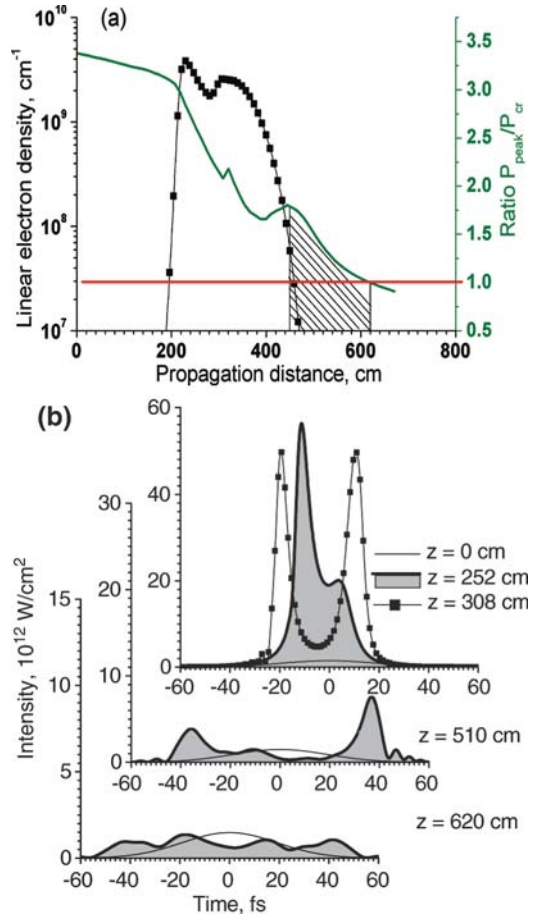 (a)
Linear electron density, cm⁻¹
10¹⁰
10⁹
10⁸
10⁷
3.5
3.0
2.5
2.0
1.5
1.0
0.5
Ratio P_peak/P_cr
0 200 400 600 800
Propagation distance, cm
(b)
Intensity, 10¹² W/cm²
60
40
20
0
-60 -40 -20 0 20 40 60
z = 0 cm
z = 252 cm
z = 308 cm
30
20
10
0
-60 -40 -20 0 20 40 60
z = 510 cm
15
10
5
0
-60 -40 -20 0 20 40 60
z = 620 cm
Time, fs